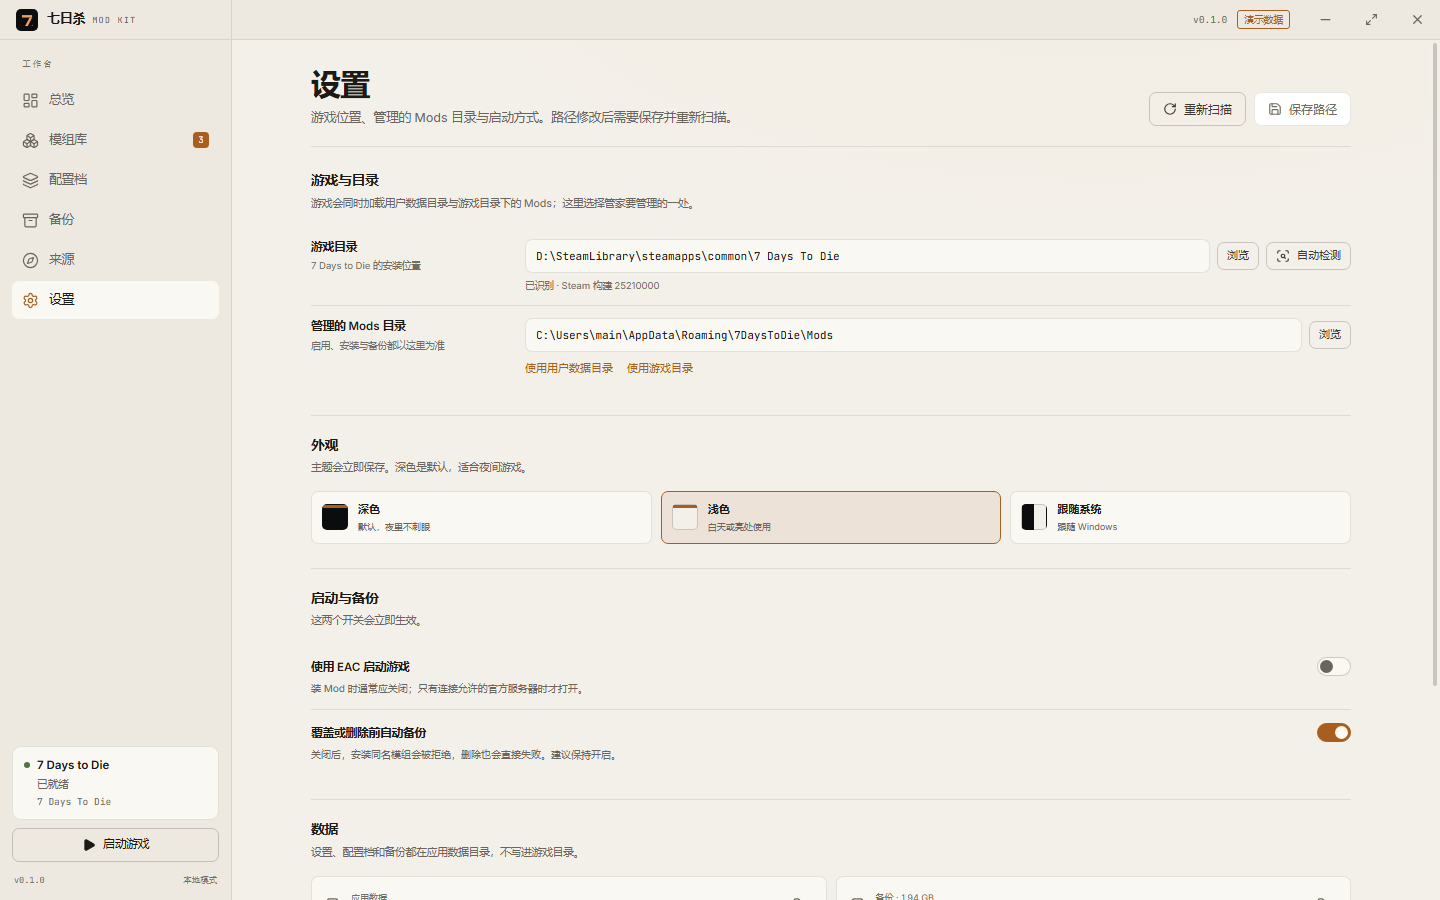 7 七日杀 MOD KIT
v0.1.0 演示数据
工作台
总览
模组库 3
配置档
备份
来源
设置
7 Days to Die
已就绪
7 Days To Die
启动游戏
v0.1.0 本地模式
设置
游戏位置、管理的 Mods 目录与启动方式。路径修改后需要保存并重新扫描。
重新扫描 保存路径
游戏与目录
游戏会同时加载用户数据目录与游戏目录下的 Mods；这里选择管家要管理的一处。
游戏目录
7 Days to Die 的安装位置
D:\SteamLibrary\steamapps\common\7 Days To Die
浏览 自动检测
已识别 · Steam 构建 25210000
管理的 Mods 目录
启用、安装与备份都以这里为准
C:\Users\main\AppData\Roaming\7DaysToDie\Mods
浏览
使用用户数据目录 使用游戏目录
外观
主题会立即保存。深色是默认，适合夜间游戏。
深色
默认，夜里不刺眼
浅色
白天或亮处使用
跟随系统
跟随 Windows
启动与备份
这两个开关会立即生效。
使用 EAC 启动游戏
装 Mod 时通常应关闭；只有连接允许的官方服务器时才打开。
覆盖或删除前自动备份
关闭后，安装同名模组会被拒绝，删除也会直接失败。建议保持开启。
数据
设置、配置档和备份都在应用数据目录，不写进游戏目录。
应用数据
备份 · 1.94 GB